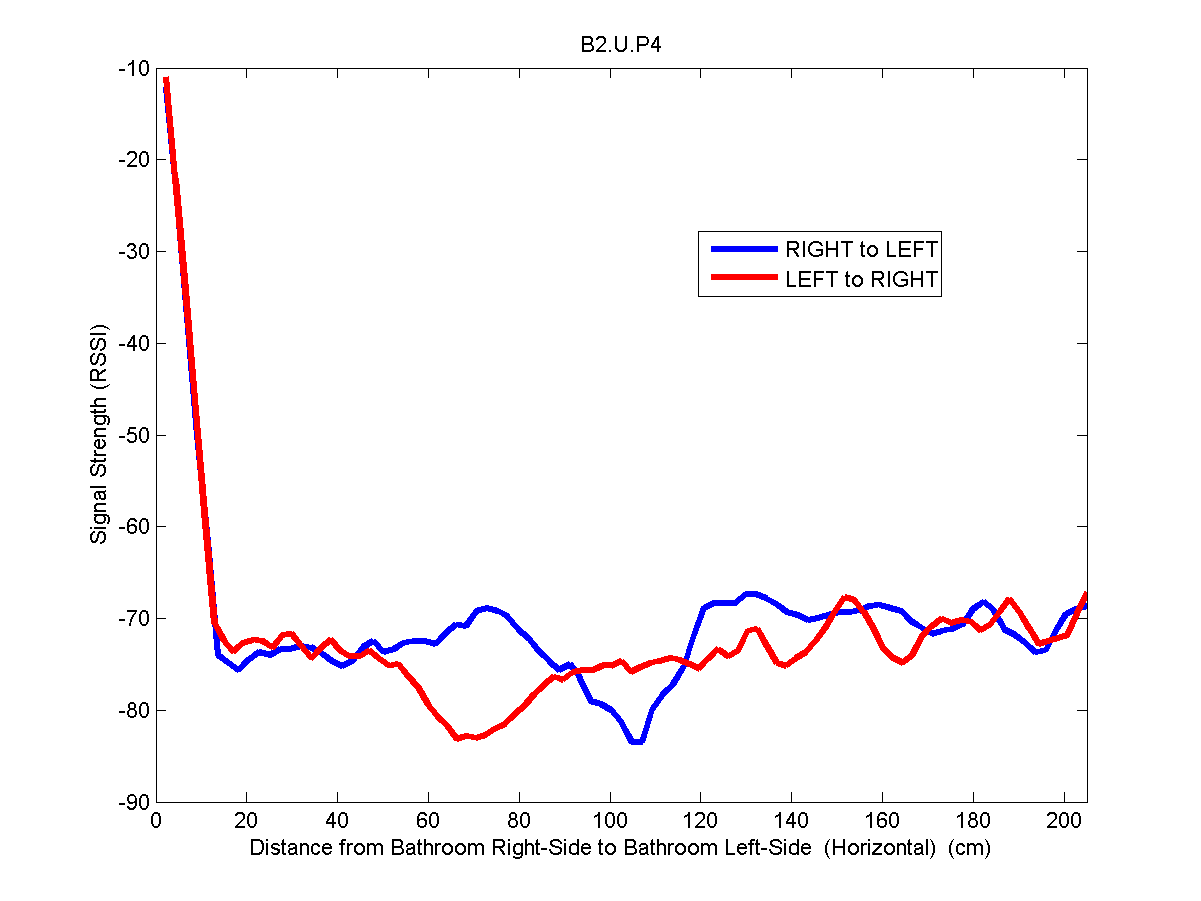 B2.U.P4
-10
-20
-30
-40
-50
-60
-70
-80
-90
Signal Strength (RSSI)
RIGHT to LEFT
LEFT to RIGHT
0 20 40 60 80 100 120 140 160 180 200
Distance from Bathroom Right-Side to Bathroom Left-Side (Horizontal) (cm)